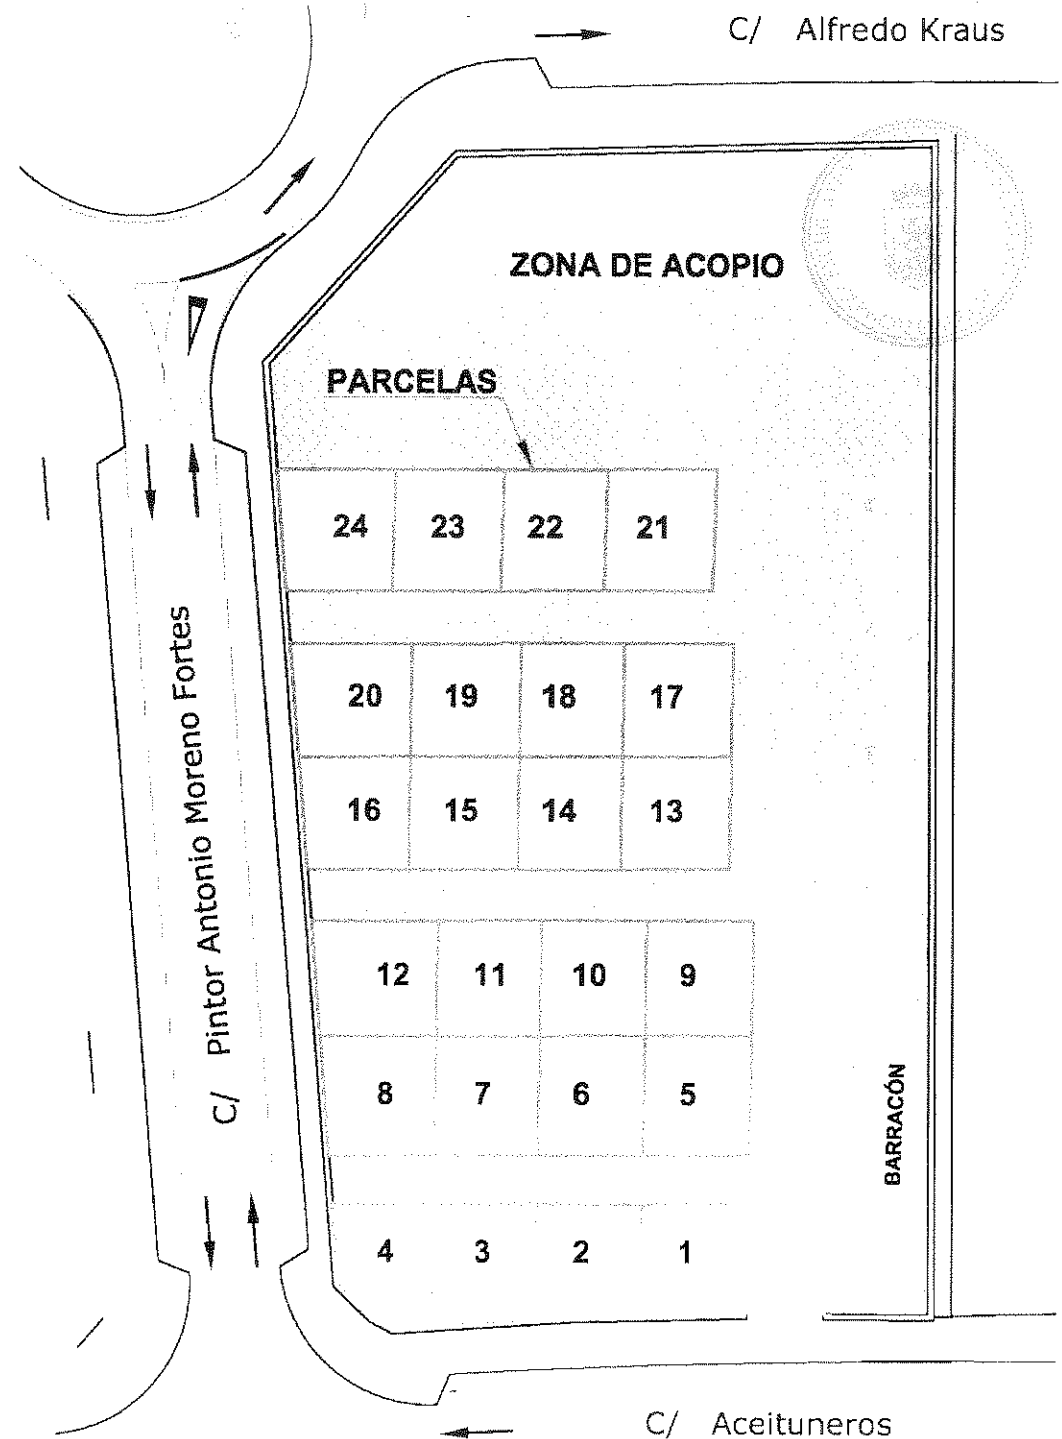 C/ Alfredo Kraus
ZONA DE ACOPIO
PARCELAS
24 23 22 21
20 19 18 17
16 15 14 13
12 11 10 9
8 7 6 5
4 3 2 1
C/ Pintor Antonio Moreno Fortes
BARRACÓN
C/ Aceituneros